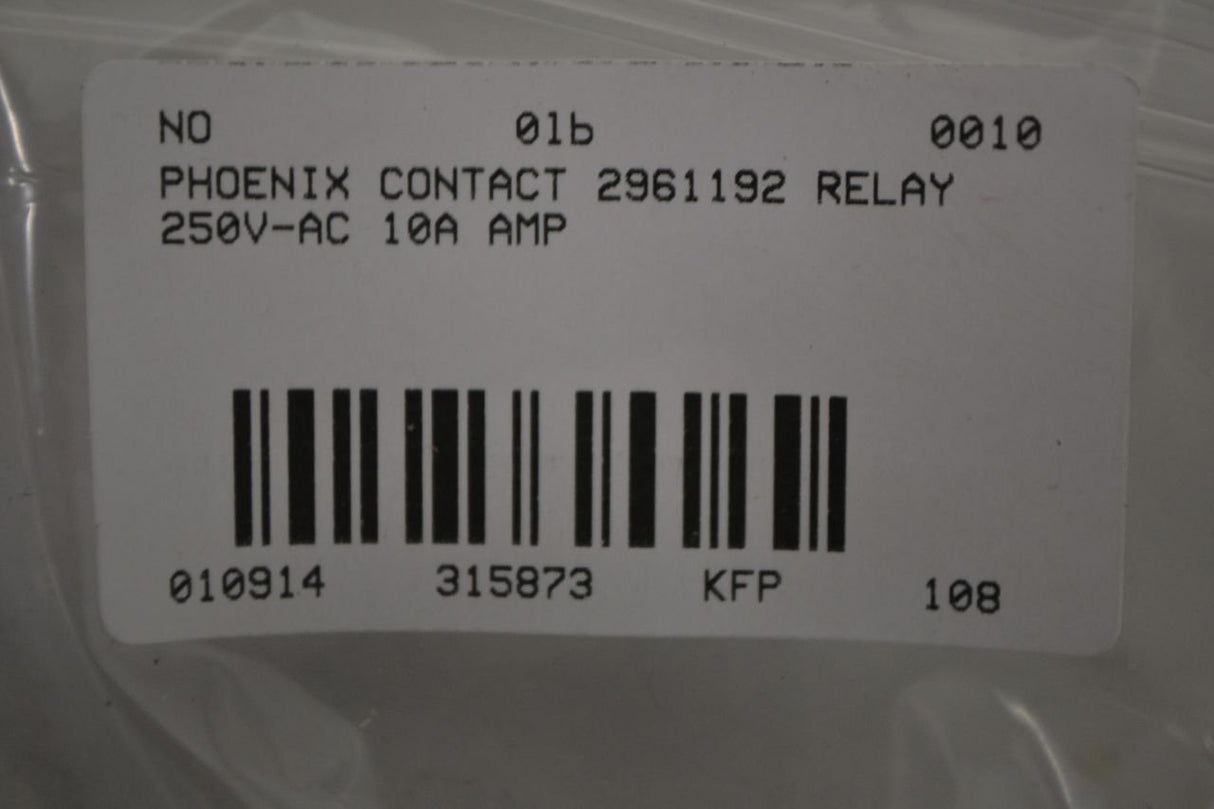 NO 01b 0010
PHOENIX CONTACT 2961192 RELAY
250V-AC 10A AMP
010914 315873 KFP 108